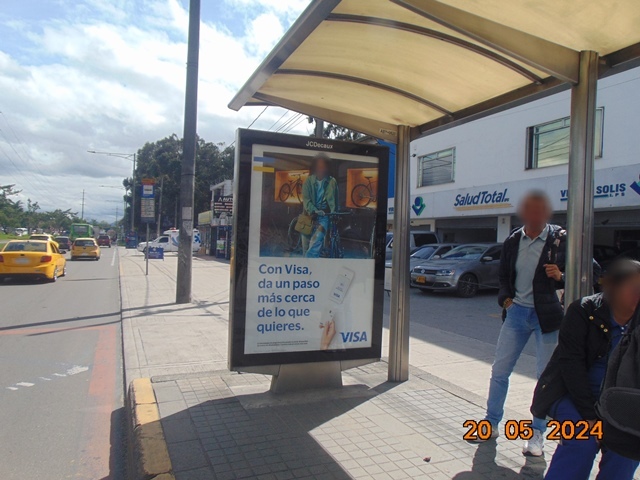 JCDecaux
Con Visa,
da un paso
más cerca
de lo que
quieres.
VISA
SaludTotal
SOLIS
20 05 2024